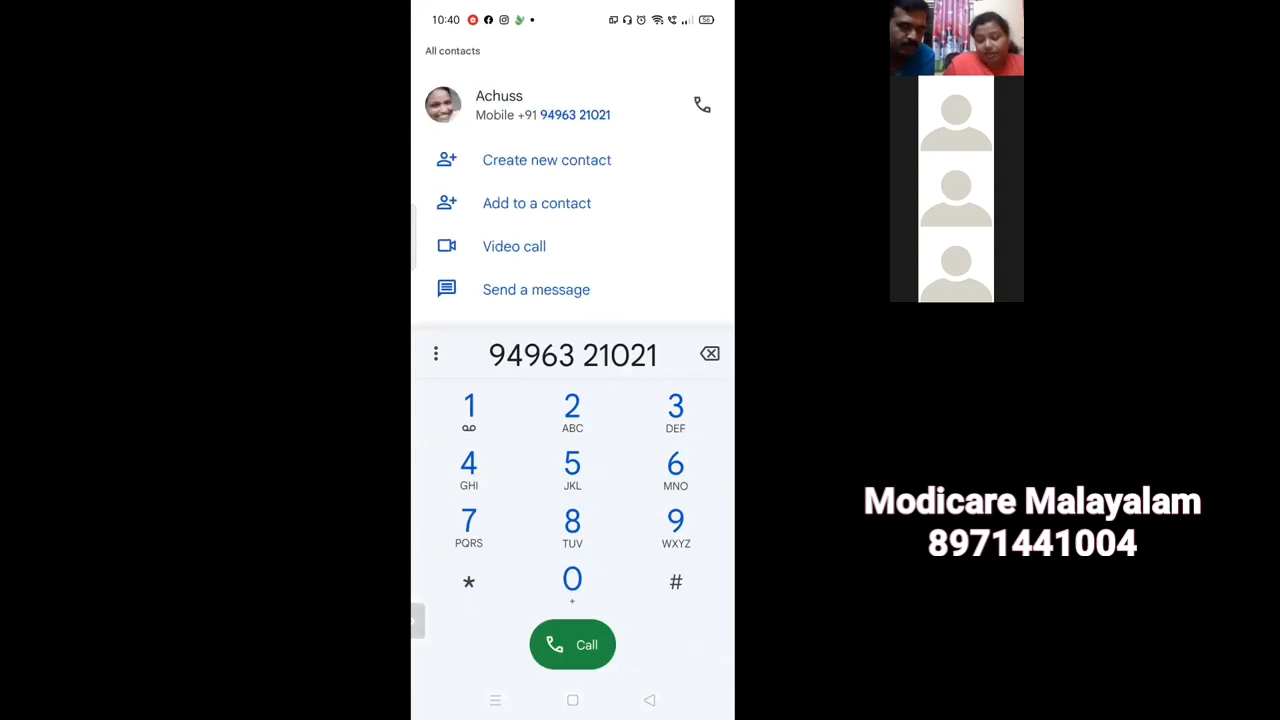 10:40
56
All contacts
Achuss
Mobile +91 94963 21021
Create new contact
Add to a contact
Video call
Send a message
94963 21021
1 2 3
ABC DEF
4 5 6
GHI JKL MNO
7 8 9
PQRS TUV WXYZ
* 0 #
+
Call
Modicare Malayalam
8971441004